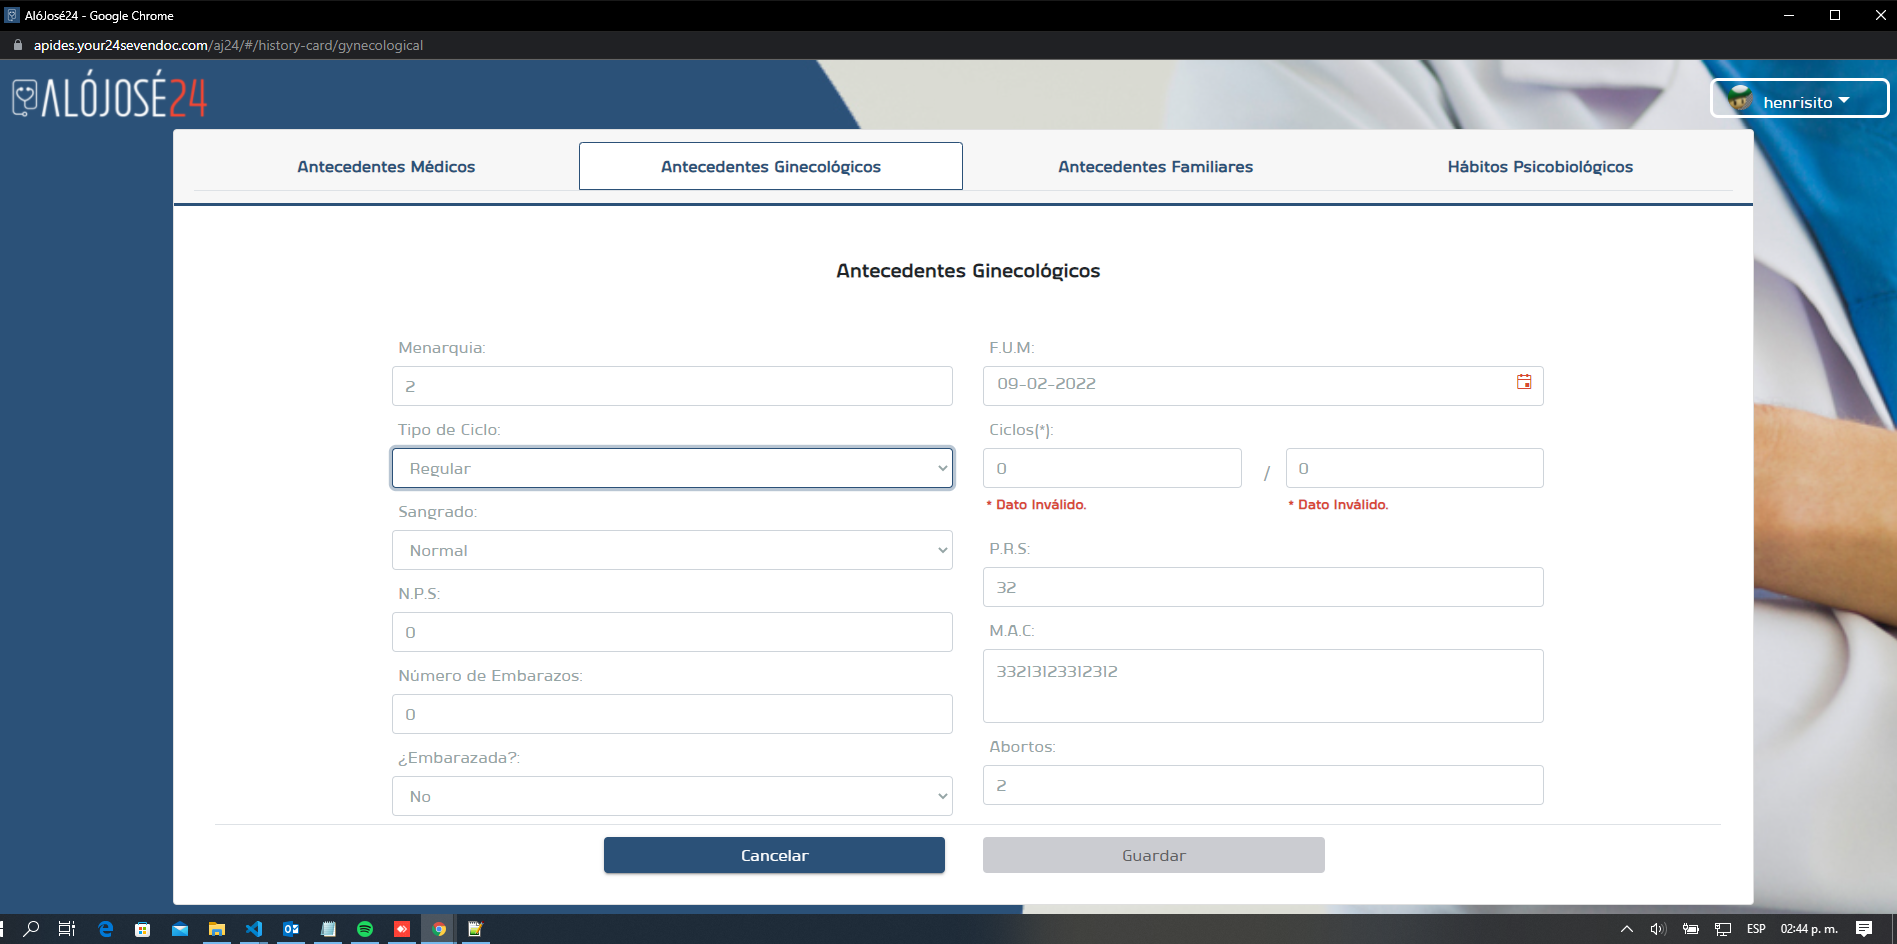 AlóJosé24 - Google Chrome
apides.your24sevendoc.com/aj24/#/history-card/gynecological
ALÓJOSÉ24
henrisito
Antecedentes Médicos
Antecedentes Ginecológicos
Antecedentes Familiares
Hábitos Psicobiológicos
Antecedentes Ginecológicos
Menarquia:
2
F.U.M:
09-02-2022
Tipo de Ciclo:
Regular
Ciclos(*):
0 / 0
* Dato Inválido. * Dato Inválido.
Sangrado:
Normal
P.R.S:
32
N.P.S:
0
M.A.C:
33213123312312
Número de Embarazos:
0
Abortos:
2
¿Embarazada?:
No
Cancelar
Guardar
ESP
02:44 p. m.